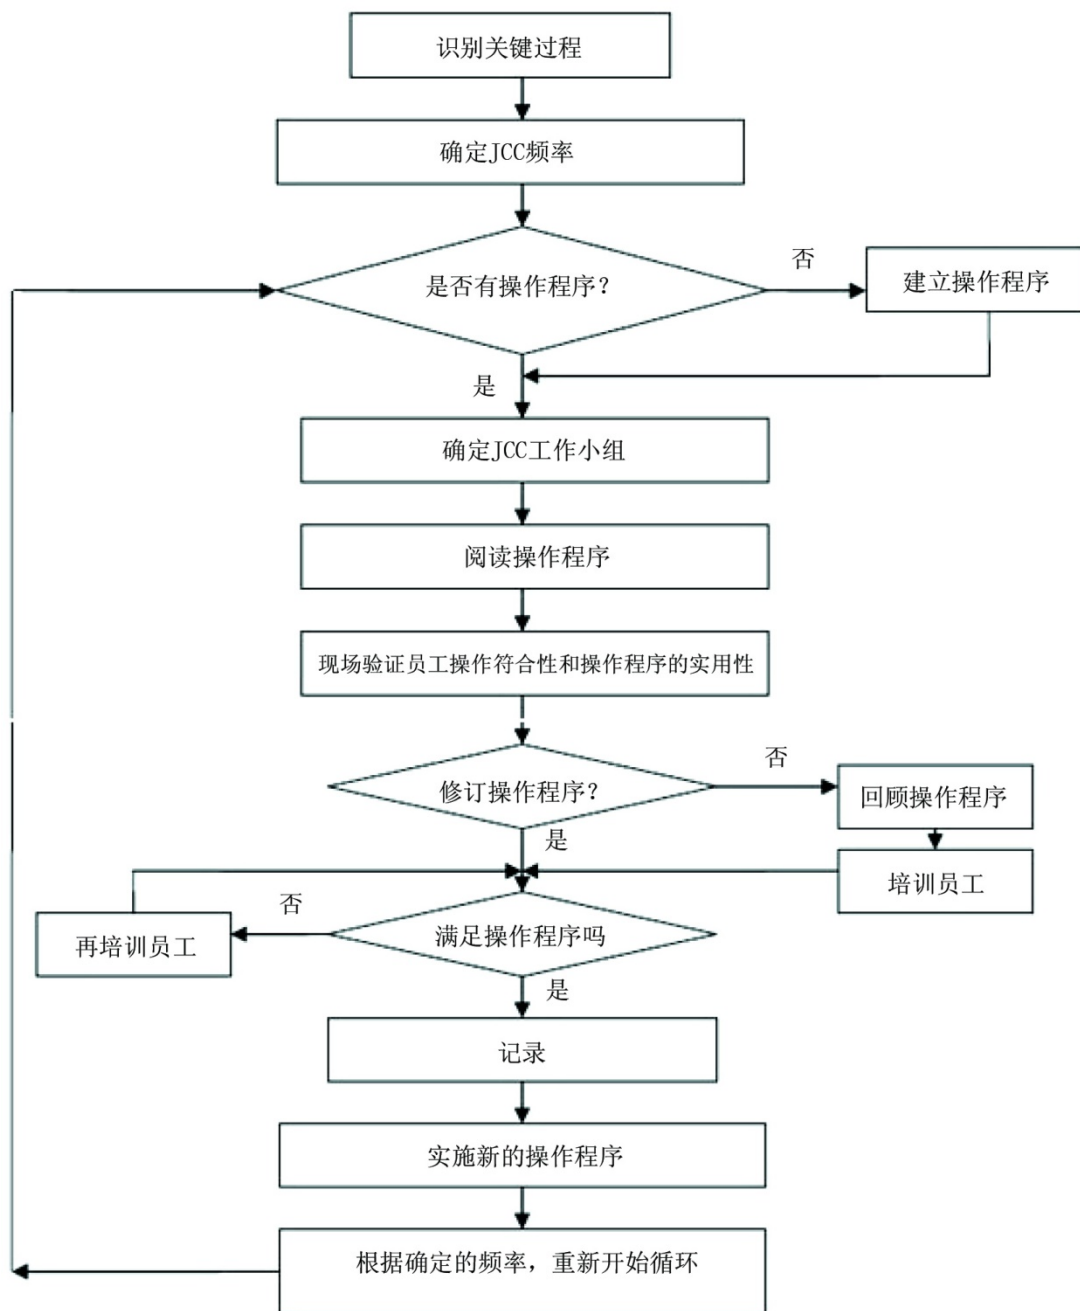 识别关键过程
确定JCC频率
是否有操作程序？
否
建立操作程序
是
确定JCC工作小组
阅读操作程序
现场验证员工操作符合性和操作程序的实用性
修订操作程序？
否
回顾操作程序
是
培训员工
否
再培训员工
满足操作程序吗
是
记录
实施新的操作程序
根据确定的频率，重新开始循环